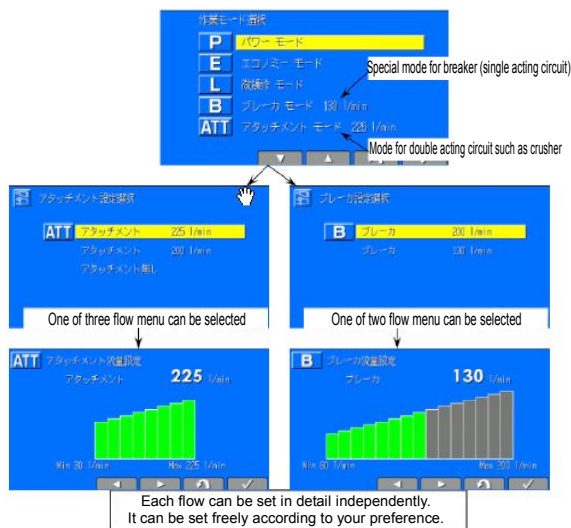 作業モード選択
P パワー モード
E エコノミー モード
L 微操作 モード
B ブレーカ モード 130 l/min
ATT アタッチメント モード 225 l/min
Special mode for breaker (single acting circuit)
Mode for double acting circuit such as crusher
アタッチメント設定選択
ATT アタッチメント 225 l/min
アタッチメント 200 l/min
アタッチメント無し
One of three flow menu can be selected
ブレーカ設定選択
B ブレーカ 200 l/min
ブレーカ 130 l/min
One of two flow menu can be selected
ATT アタッチメント流量設定
アタッチメント 225 l/min
Min 30 l/min Max 225 l/min
B ブレーカ流量設定
ブレーカ 130 l/min
Min 60 l/min Max 200 l/min
Each flow can be set in detail independently.
It can be set freely according to your preference.